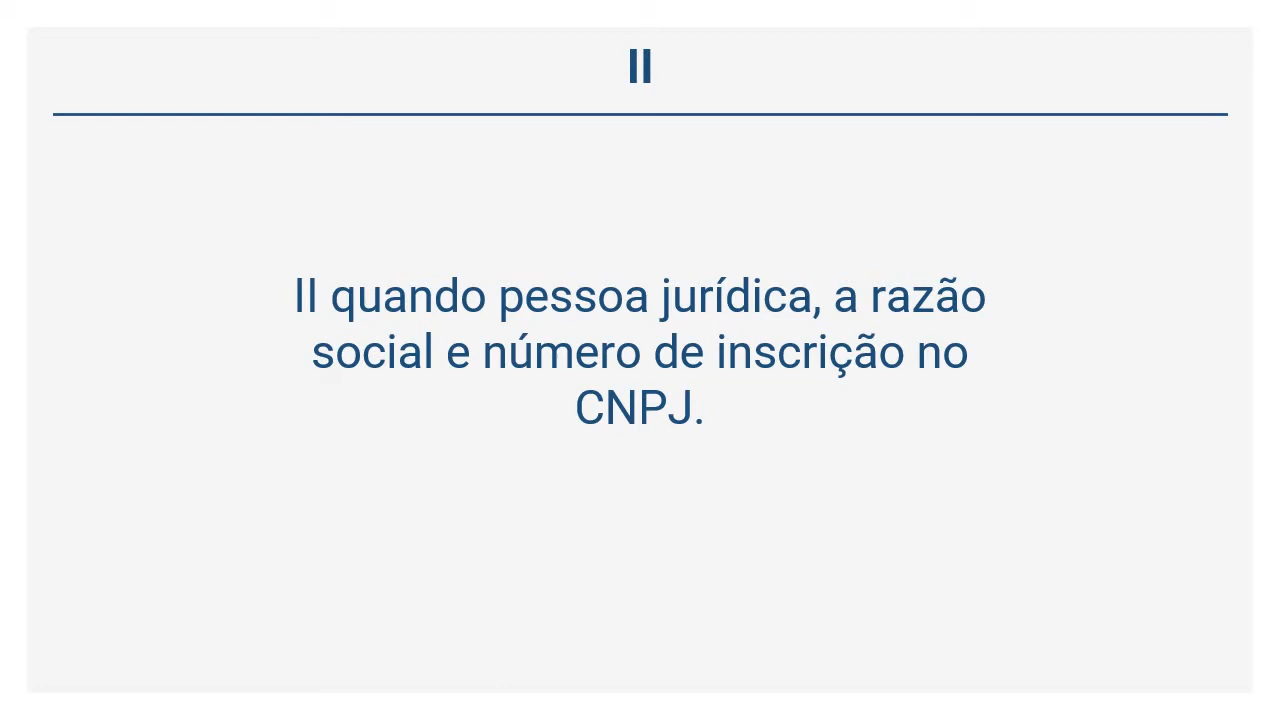 II
II quando pessoa jurídica, a razão
social e número de inscrição no
CNPJ.